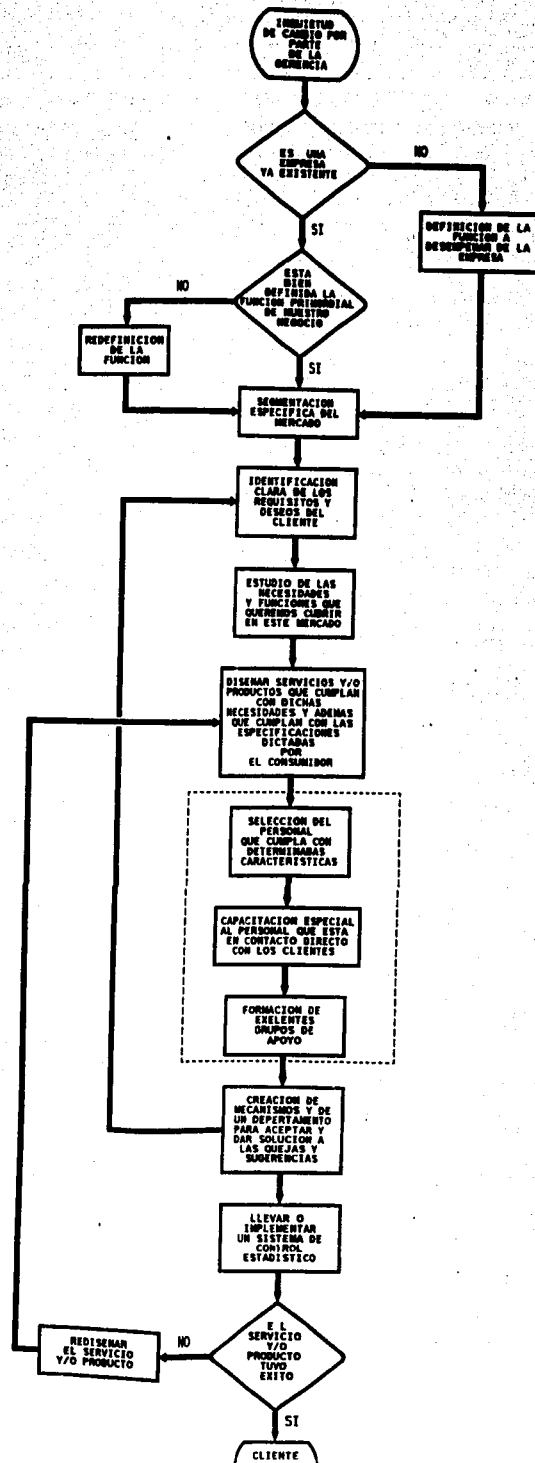 INQUIETUD
DE CAMBIO POR
PARTE
DE LA
GERENCIA
ES UNA
EMPRESA
YA EXISTENTE
NO
SI
DEFINICION DE LA
FUNCION A
DESEMPEÑAR DE LA
EMPRESA
ESTA
BIEN
DEFINIDA LA
FUNCION PRIMORDIAL
DE NUESTRO
NEGOCIO
NO
SI
REDEFINICION
DE LA
FUNCION
SEGMENTACION
ESPECIFICA DEL
MERCADO
IDENTIFICACION
CLARA DE LOS
REQUISITOS Y
DESEOS DEL
CLIENTE
ESTUDIO DE LAS
NECESIDADES
Y FUNCIONES QUE
QUEREMOS CUBRIR
EN ESTE MERCADO
DISENAR SERVICIOS Y/O
PRODUCTOS QUE CUMPLAN
CON DICHAS
NECESIDADES Y ADEMAS
QUE CUMPLAN CON LAS
ESPECIFICACIONES
DICTADAS
POR
EL CONSUMIDOR
SELECCION DEL
PERSONAL
QUE CUMPLA CON
DETERMINADAS
CARACTERISTICAS
CAPACITACION ESPECIAL
AL PERSONAL QUE ESTA
EN CONTACTO DIRECTO
CON LOS CLIENTES
FORMACION DE
EXELENTES
GRUPOS DE
APOYO
CREACION DE
MECANISMOS Y DE
UN DEPERTAMENTO
PARA ACEPTAR Y
DAR SOLUCION A
LAS QUEJAS Y
SUGERENCIAS
LLEVAR O
IMPLEMENTAR
UN SISTEMA DE
CONTROL
ESTADISTICO
E L
SERVICIO
Y/O
PRODUCTO
TUVO
EXITO
NO
REDISENAR
EL SERVICIO
Y/O PRODUCTO
SI
CLIENTE